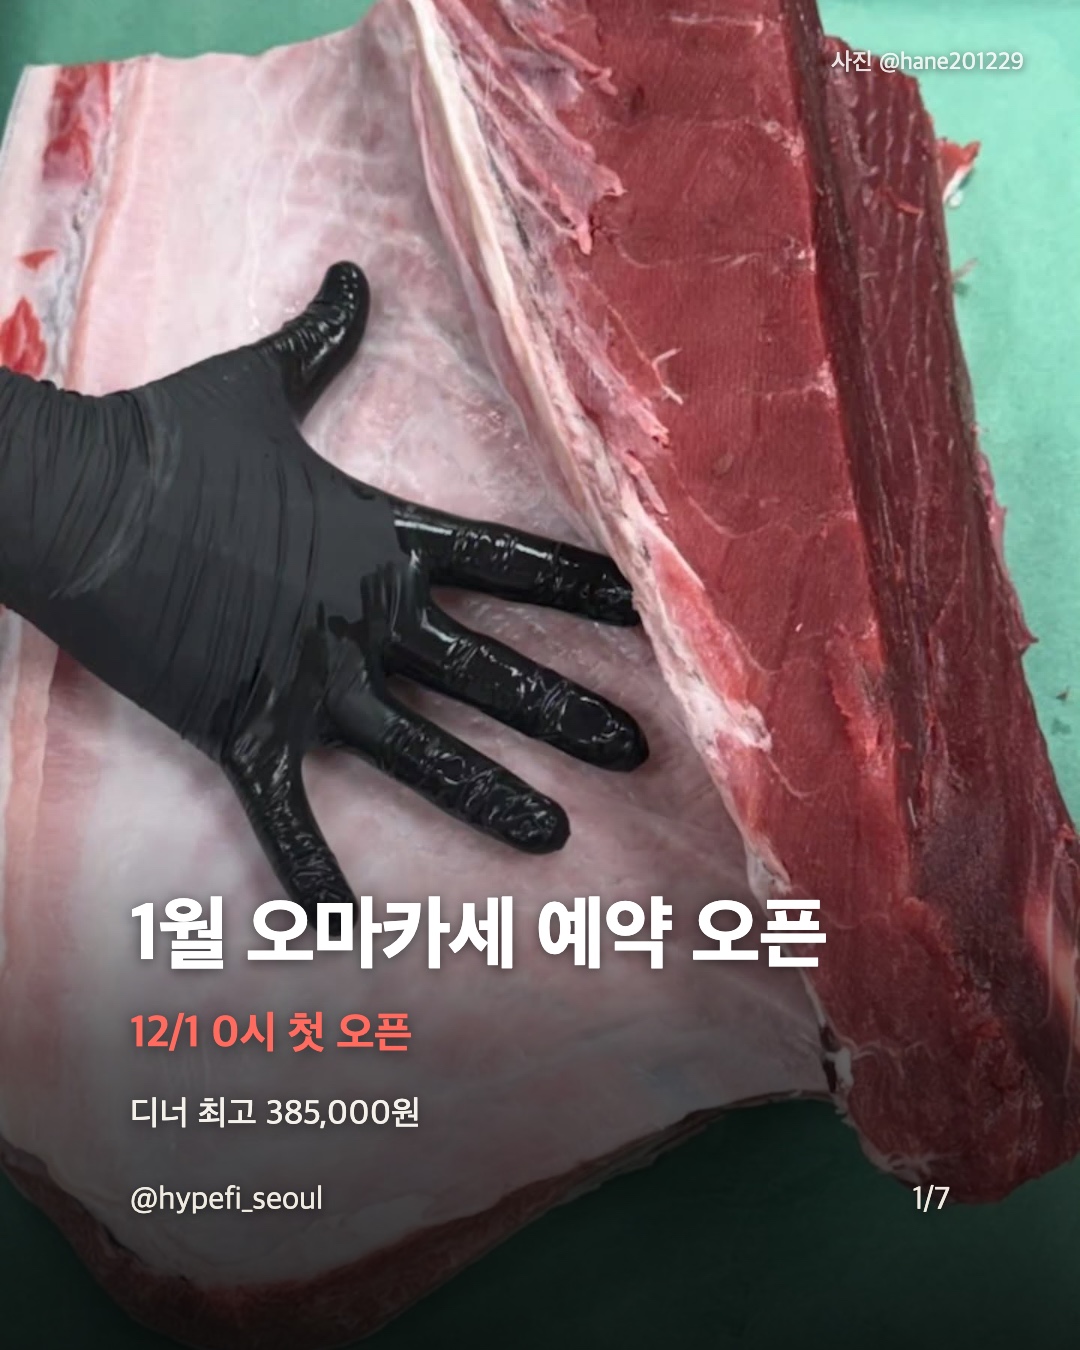 사진 @hane201229
1월 오마카세 예약 오픈
12/1 0시 첫 오픈
디너 최고 385,000원
@hypefi_seoul
1/7